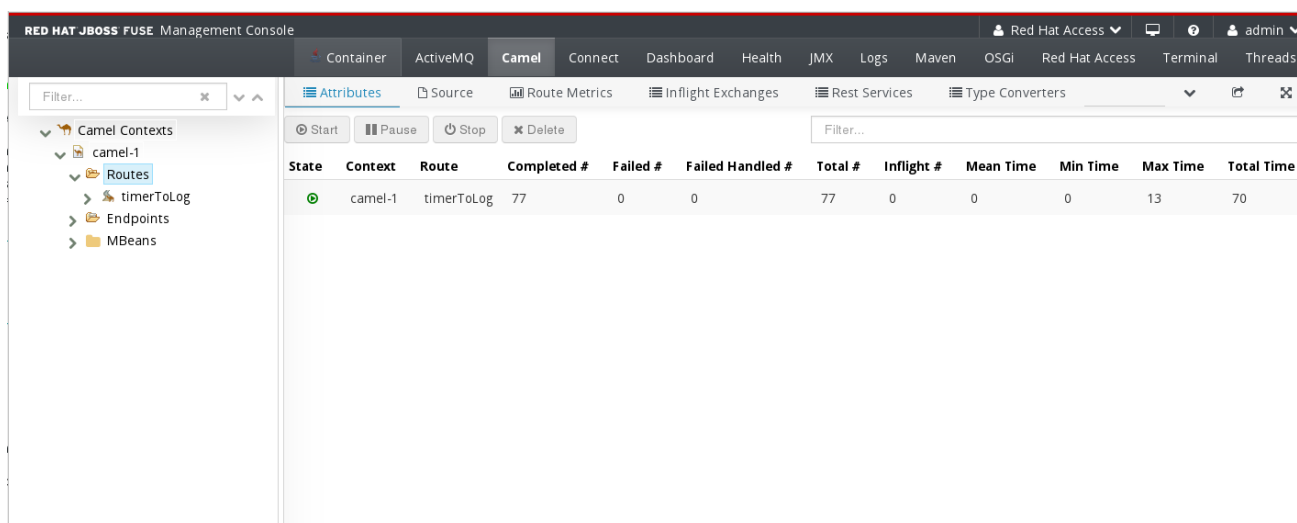 RED HAT JBOSS FUSE Management Console Red Hat Access admin
Container ActiveMQ Camel Connect Dashboard Health JMX Logs Maven OSGi Red Hat Access Terminal Threads
Filter... Attributes Source Route Metrics Inflight Exchanges Rest Services Type Converters
Camel Contexts Start Pause Stop Delete Filter...
camel-1
State Context Route Completed # Failed # Failed Handled # Total # Inflight # Mean Time Min Time Max Time Total Time
Routes
timerToLog camel-1 timerToLog 77 0 0 77 0 0 0 13 70
Endpoints
MBeans